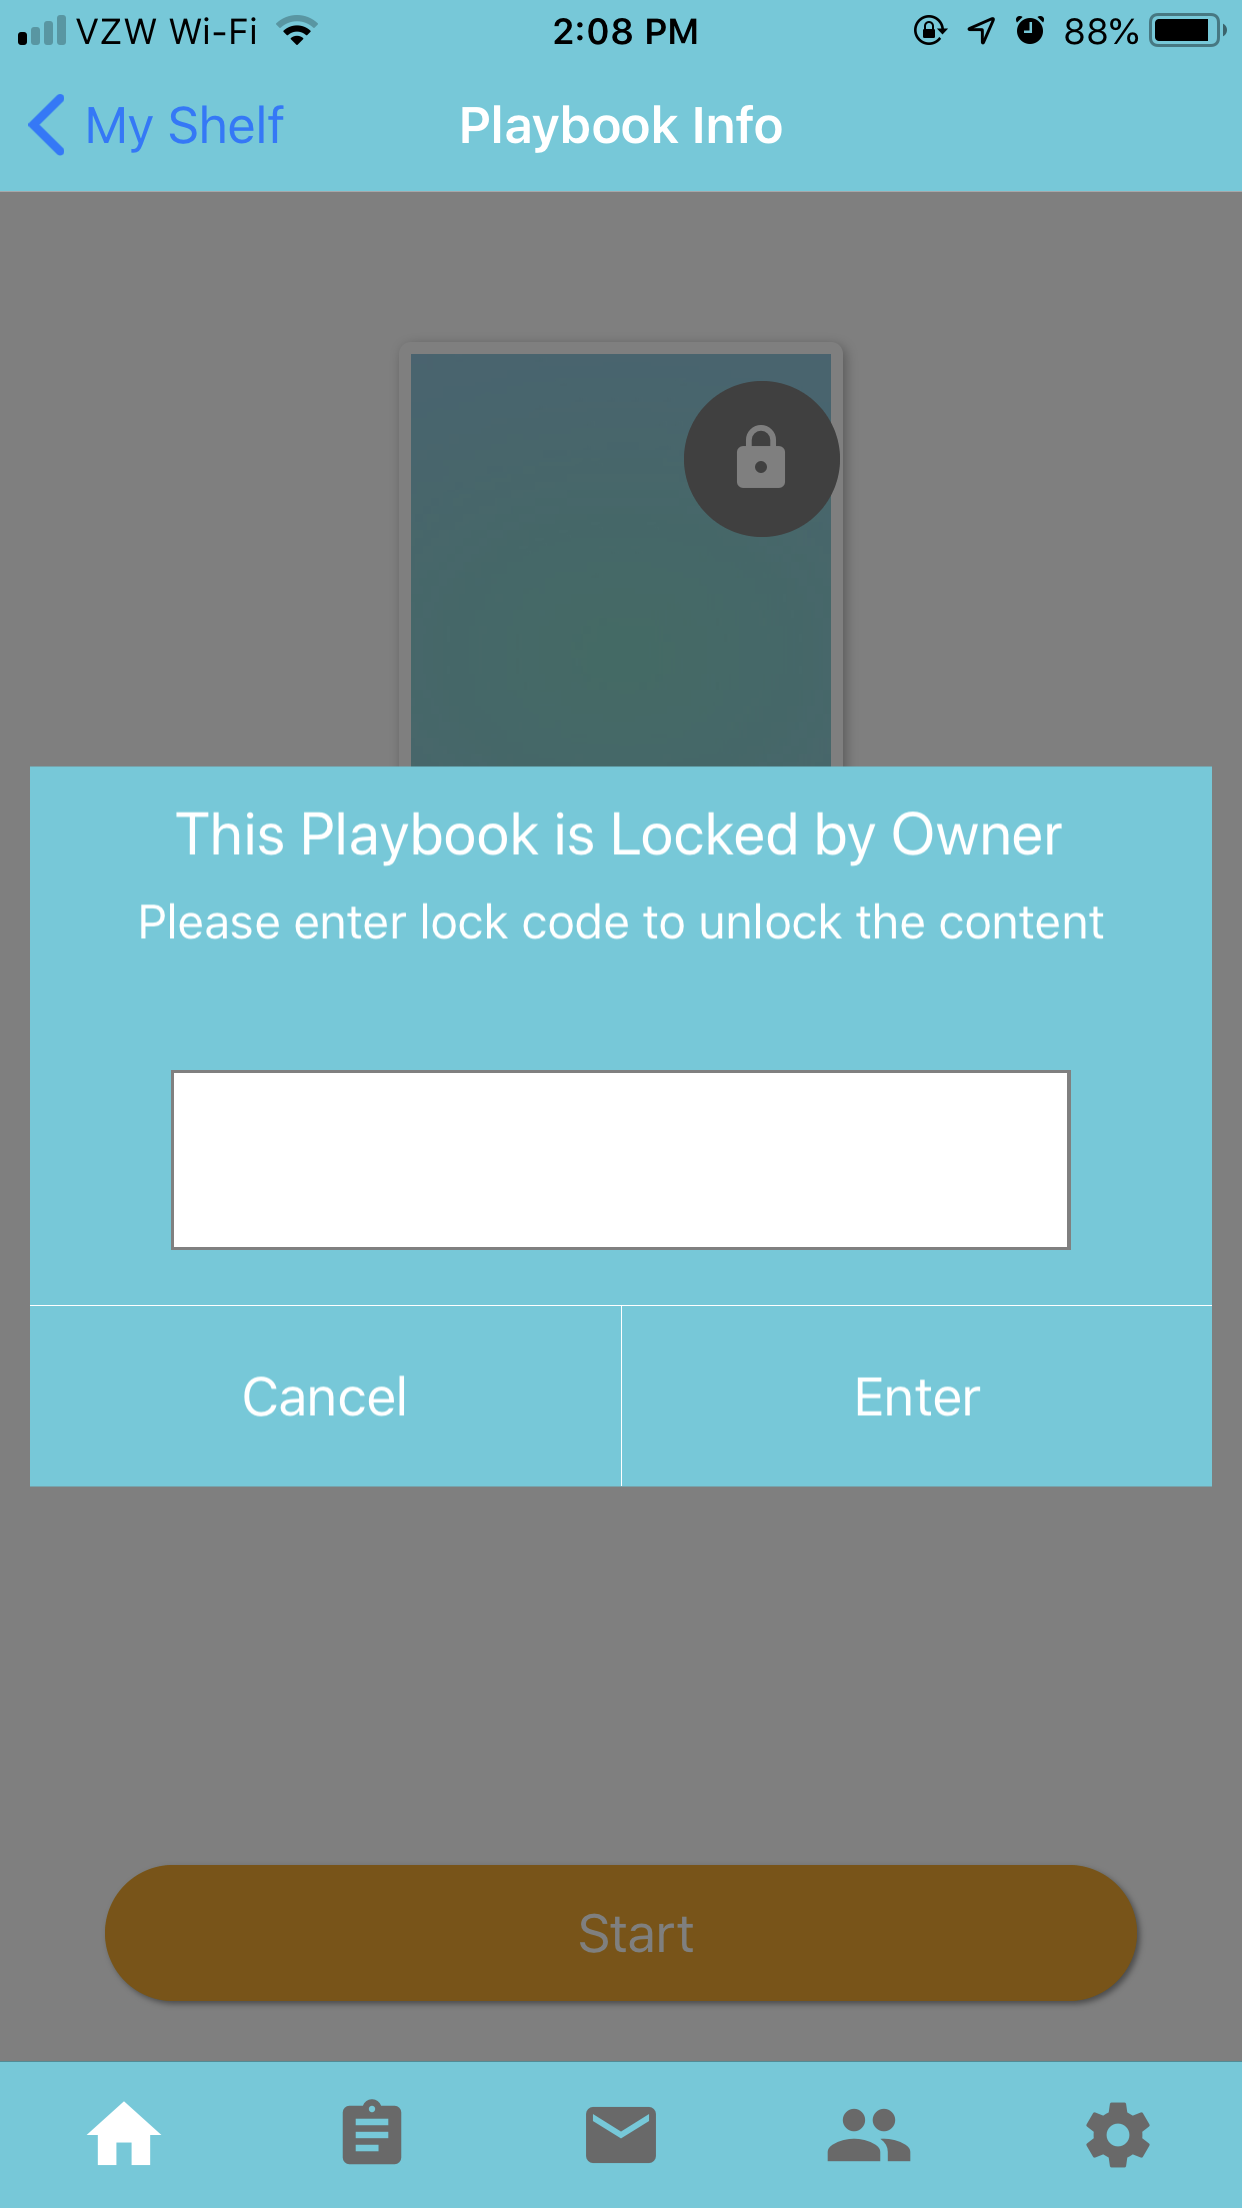 VZW Wi-Fi 2:08 PM 88%
My Shelf Playbook Info
This Playbook is Locked by Owner
Please enter lock code to unlock the content
Cancel Enter
Start